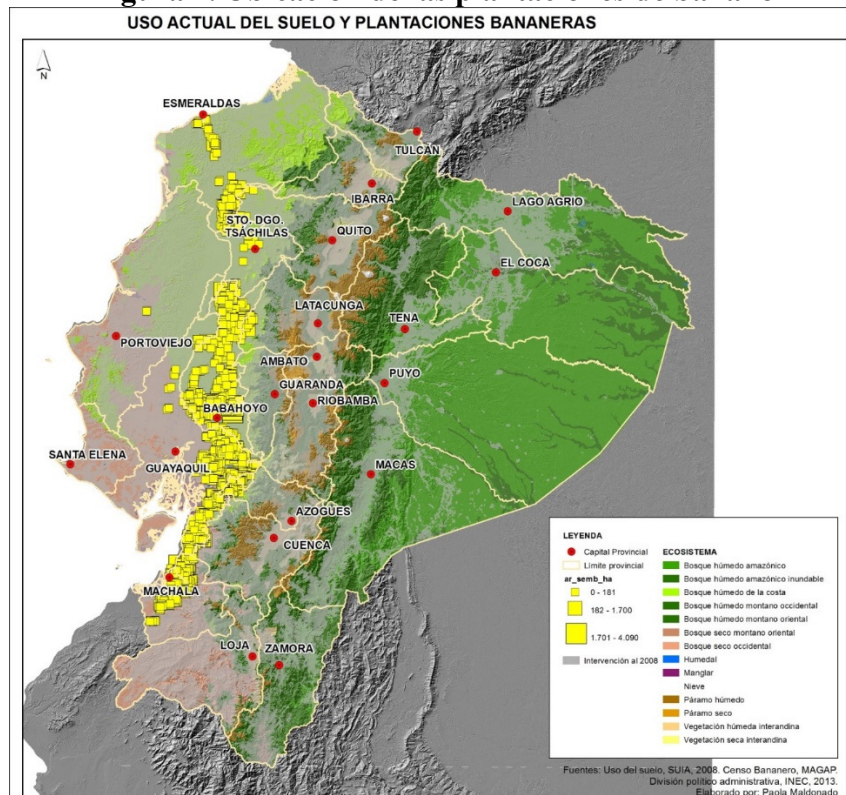 USO ACTUAL DEL SUELO Y PLANTACIONES BANANERAS
N
ESMERALDAS
TULCÁN
IBARRA
LAGO AGRIO
STO. DGO.
TSÁCHILAS
QUITO
EL COCA
LATACUNGA
TENA
PORTOVIEJO
AMBATO
PUYO
GUARANDA
RIOBAMBA
BABAHOYO
SANTA ELENA
GUAYAQUIL
MACAS
AZOGUES
CUENCA
MACHALA
LOJA
ZAMORA
LEYENDA
Capital Provincial
Límite provincial
ar_semb_ha
0 - 181
182 - 1.700
1.701 - 4.090
Intervención al 2008
ECOSISTEMA
Bosque húmedo amazónico
Bosque húmedo amazónico inundable
Bosque húmedo de la costa
Bosque húmedo montano occidental
Bosque húmedo montano oriental
Bosque seco montano oriental
Bosque seco occidental
Humedal
Manglar
Nieve
Páramo húmedo
Páramo seco
Vegetación húmeda interandina
Vegetación seca interandina
Fuentes: Uso del suelo, SUIA, 2008. Censo Bananero, MAGAP.
División político administrativa, INEC, 2013.
Elaborado por: Paola Maldonado